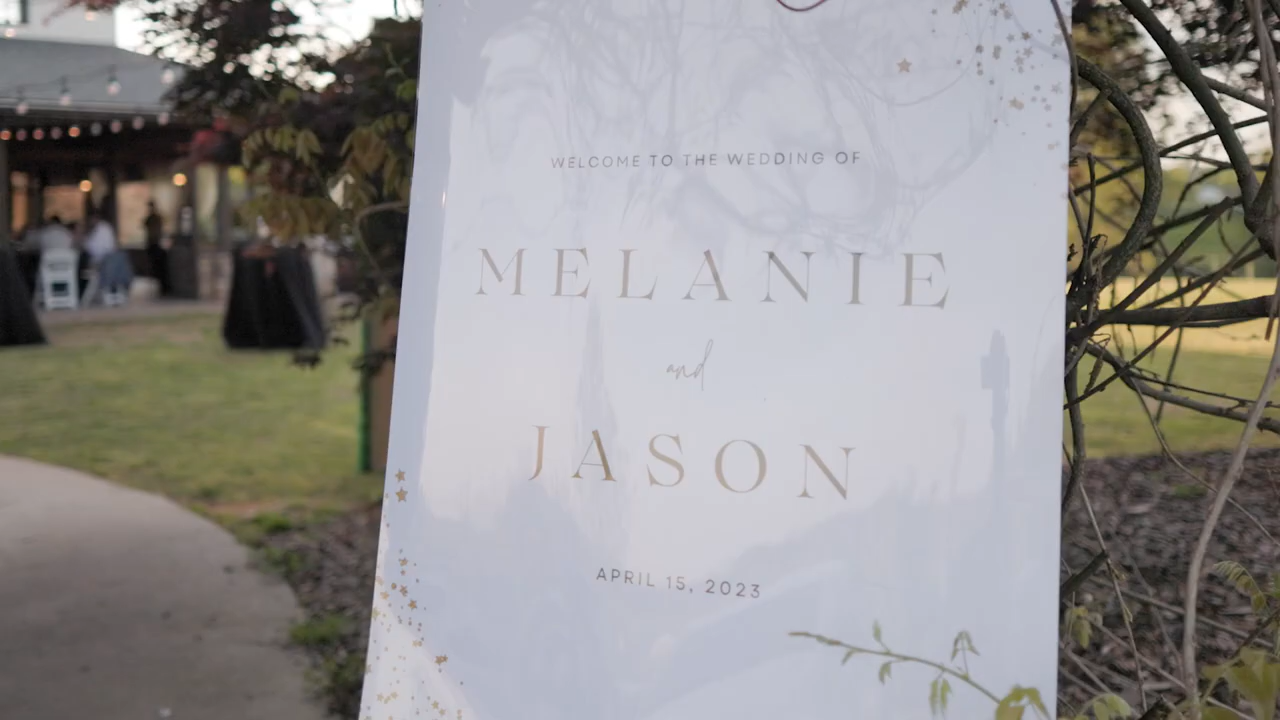 WELCOME TO THE WEDDING OF
MELANIE
and
JASON
APRIL 15, 2023